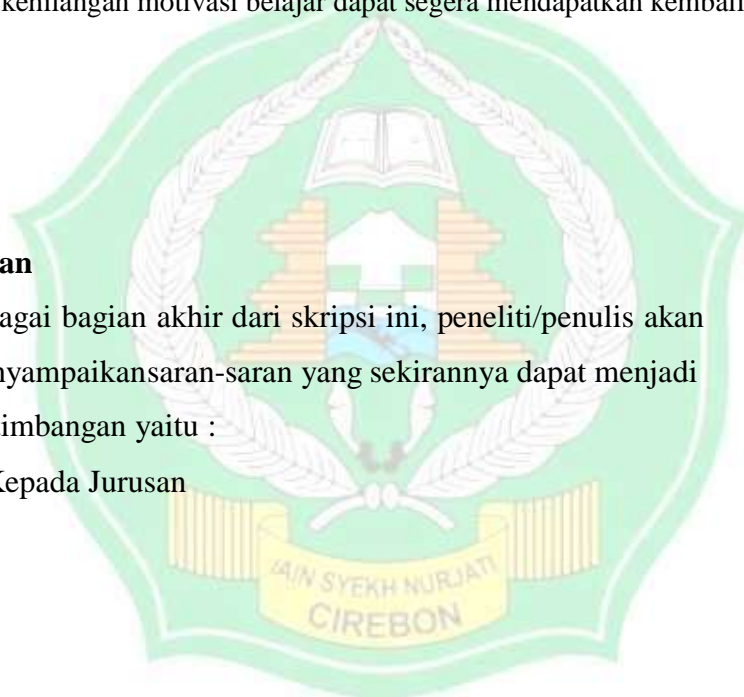 kehilangan motivasi belajar dapat segera mendapatkan kembali
an
agai bagian akhir dari skripsi ini, peneliti/penulis akan
nyampaikansaran-saran yang sekirannya dapat menjadi
imbangan yaitu :
Kepada Jurusan
IAIN SYEKH NURJATI
CIREBON